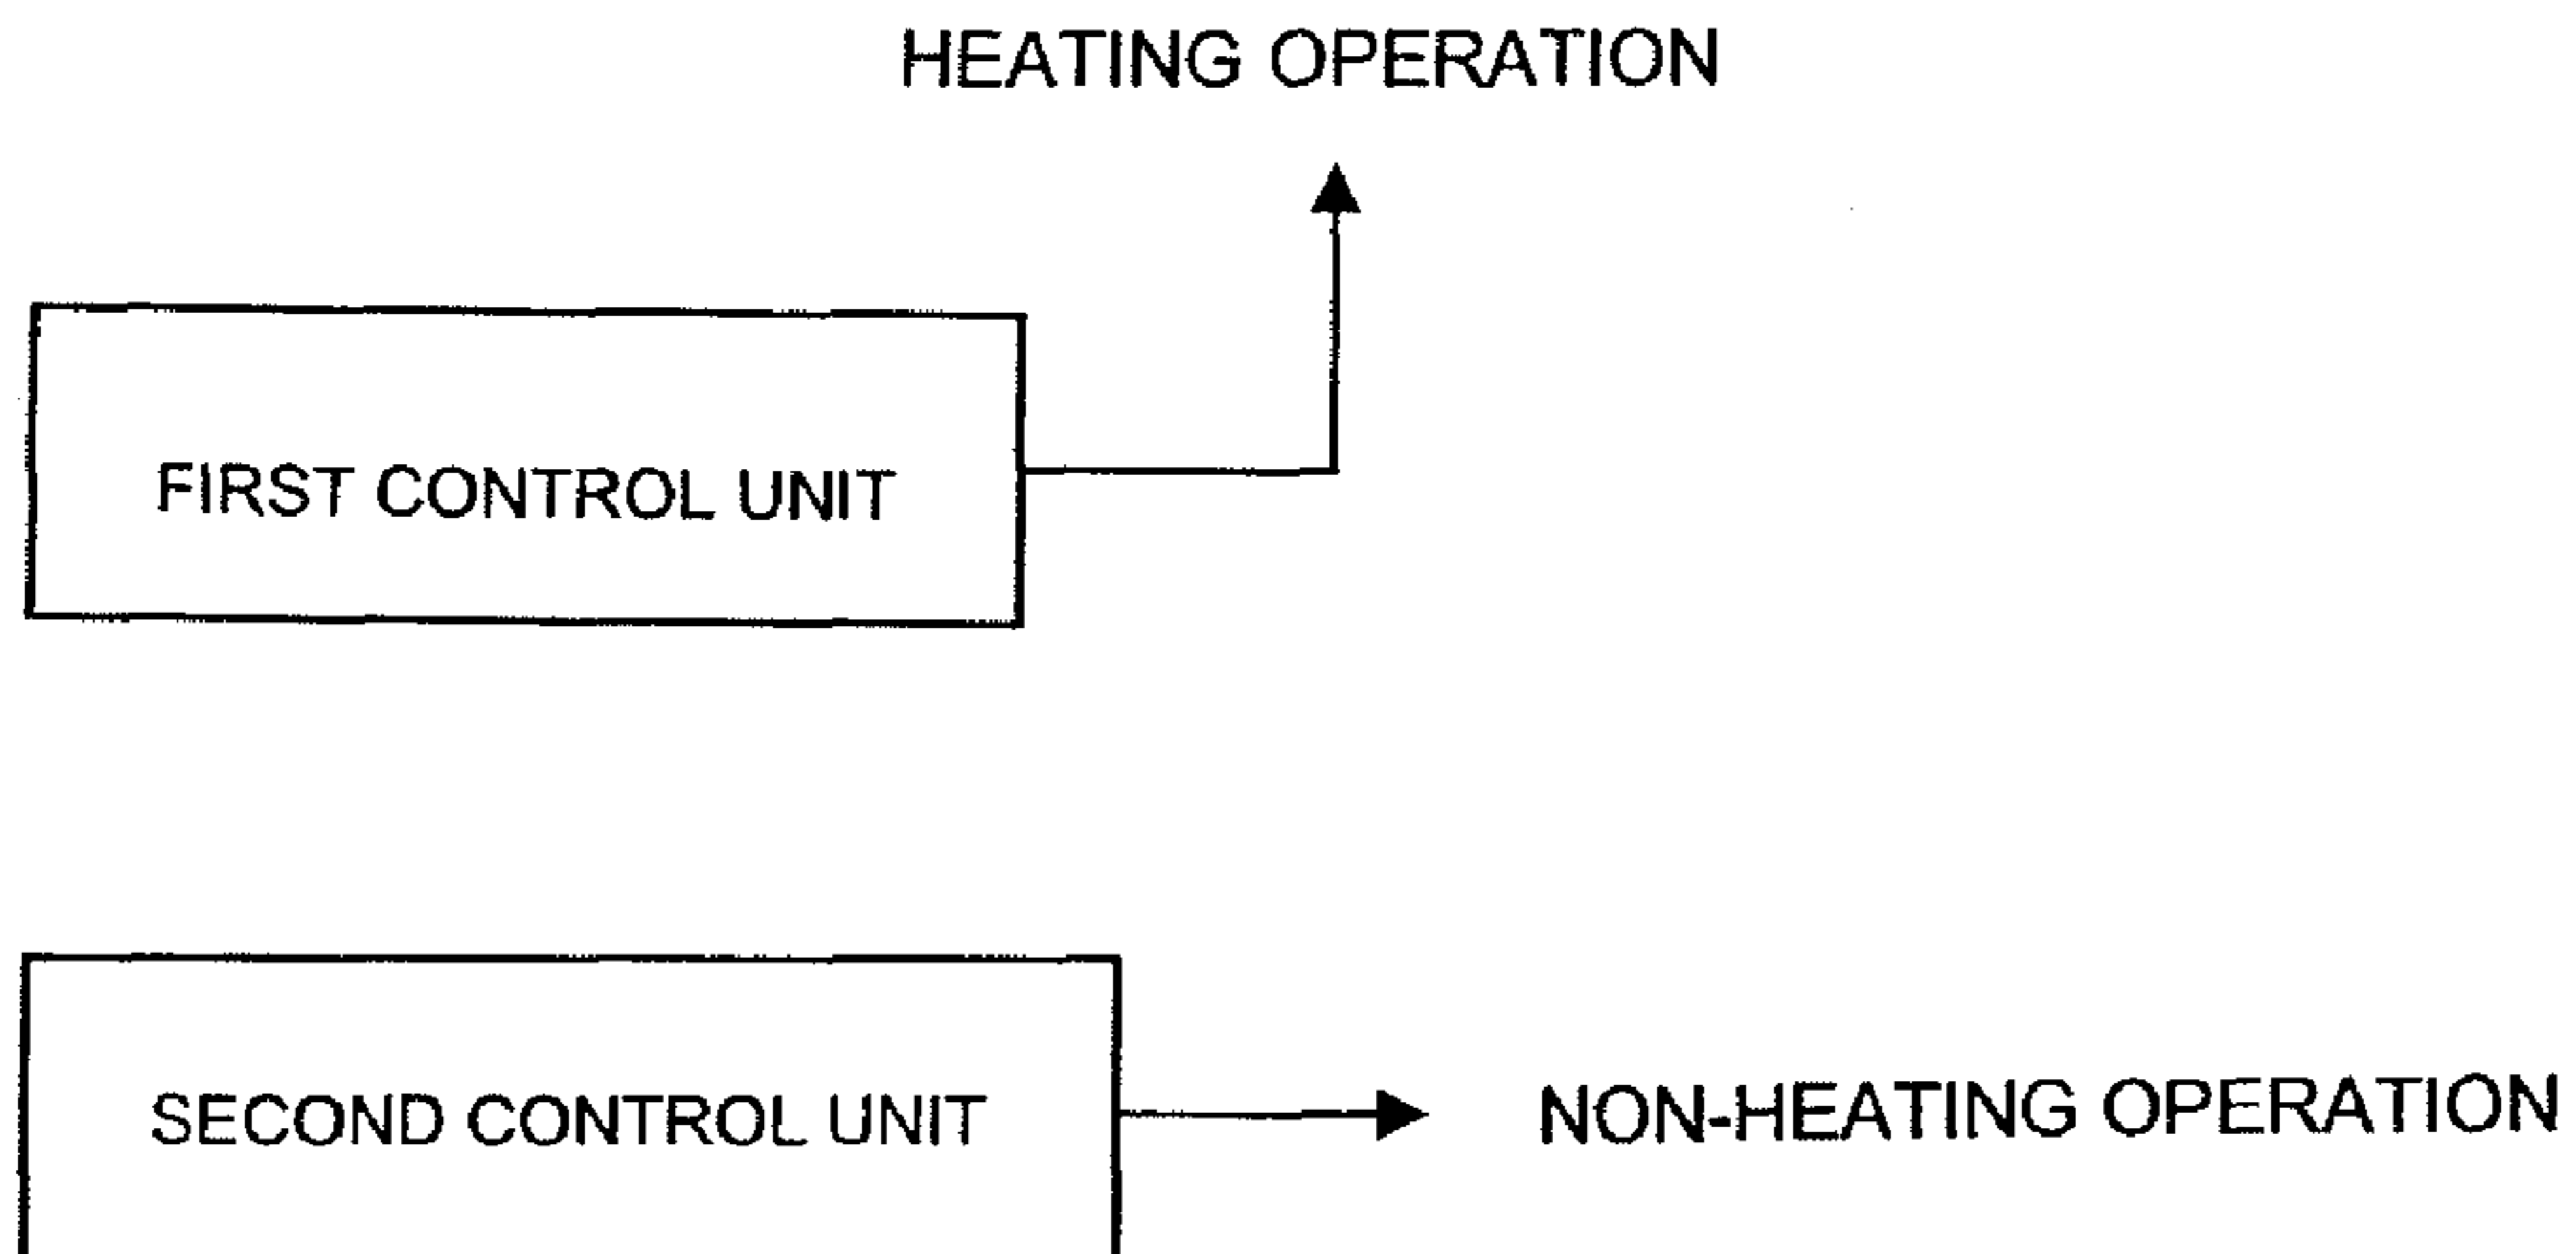 HEATING OPERATION
FIRST CONTROL UNIT
SECOND CONTROL UNIT
NON-HEATING OPERATION